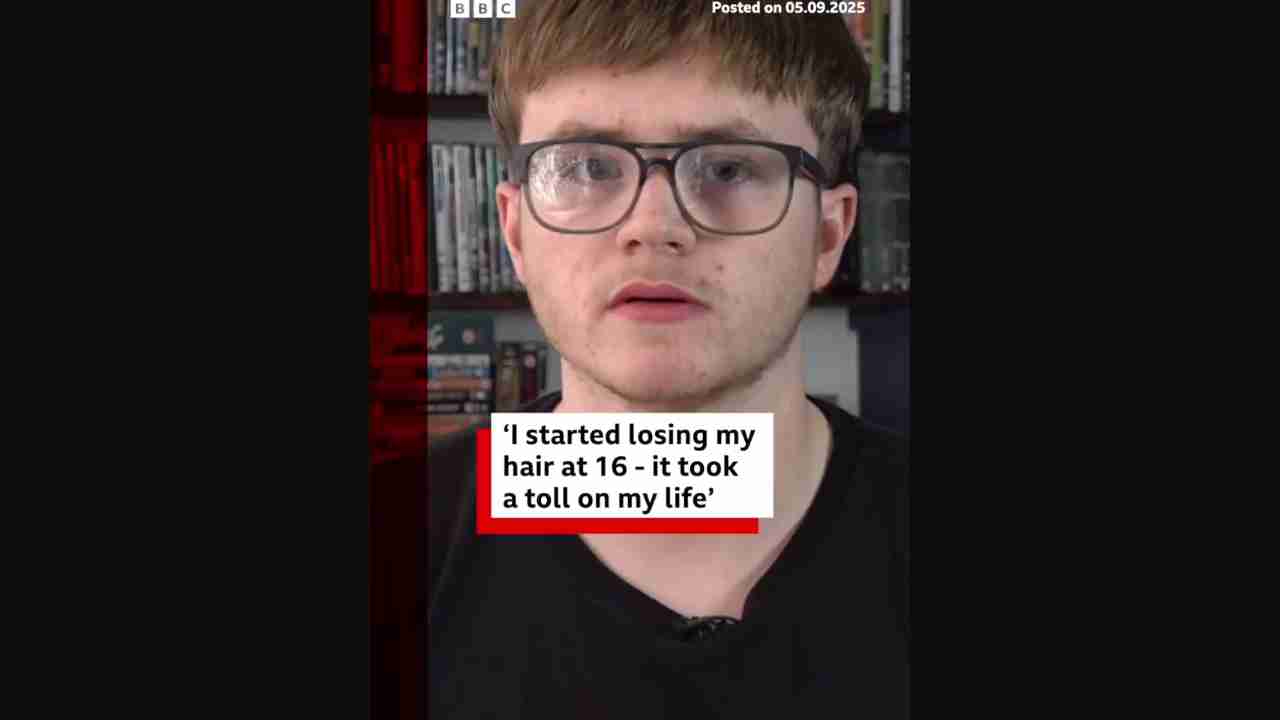 BBC
Posted on 05.09.2025
‘I started losing my
hair at 16 - it took
a toll on my life’